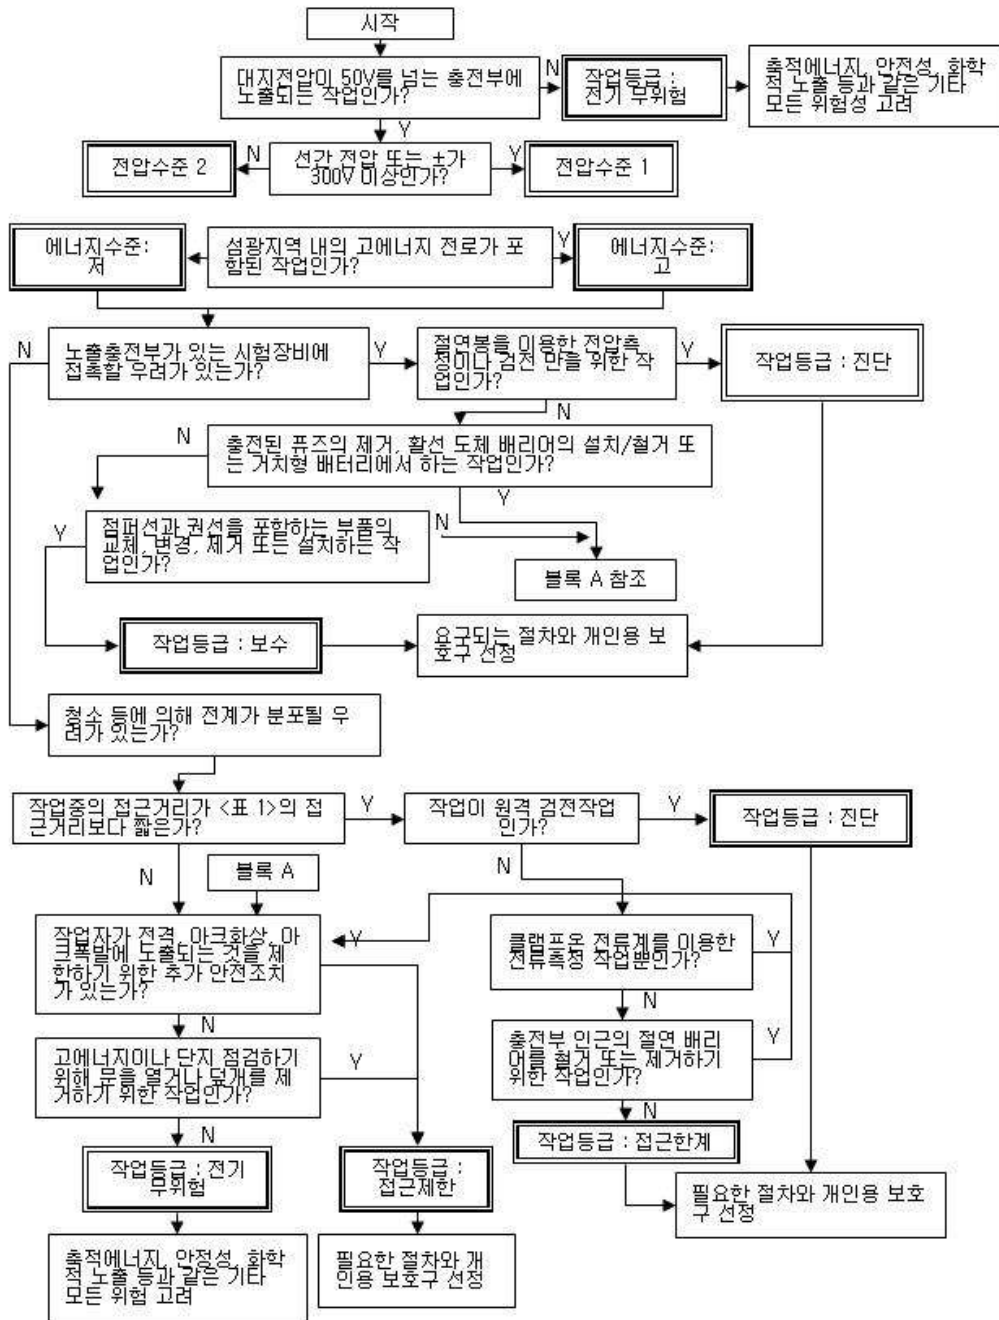 시작
대지전압이 50V를 넘는 충전부에
노출되는 작업인가?
N
작업등급 :
전기 무위험
축적에너지, 안전성, 화학
적 노출 등과 같은 기타
모든 위험성 고려
Y
전압수준 2
N
선간 전압 또는 ±가
300V 이상인가?
Y
전압수준 1
에너지수준:
저
섬광지역 내의 고에너지 전로가 포
함된 작업인가?
Y
에너지수준:
고
N
노출충전부가 있는 시험장비에
접촉할 우려가 있는가?
Y
절연봉을 이용한 전압측
정이나 검전 만을 위한 작
업인가?
Y
작업등급 : 진단
N
N
충전된 퓨즈의 제거, 활선 도체 배리어의 설치/철거 또
는 거치형 배터리에서 하는 작업인가?
Y
Y
점퍼선과 권선을 포함하는 부품의
교체, 변경, 제거 또는 설치하는 작
업인가?
N
블록 A 참조
작업등급 : 보수
요구되는 절차와 개인용 보
호구 선정
청소 등에 의해 전계가 분포될 우
려가 있는가?
작업중의 접근거리가 <표 1>의 접
근거리보다 짧은가?
Y
작업이 원격 검전작업
인가?
Y
작업등급 : 진단
N
블록 A
N
작업자가 전격, 아크화상, 아
크폭발에 노출되는 것을 제
한하기 위한 추가 안전조치
가 있는가?
Y
클램프온 전류계를 이용한
전류측정 작업뿐인가?
Y
N
N
고에너지이나 단지 점검하기
위해 문을 열거나 덮개를 제
거하기 위한 작업인가?
Y
충전부 인근의 절연 배리
어를 철거 또는 제거하기
위한 작업인가?
Y
N
N
작업등급 : 전기
무위험
작업등급 :
접근제한
작업등급 : 접근한계
필요한 절차와 개인용 보호
구 선정
축적에너지, 안정성, 화학
적 노출 등과 같은 기타
모든 위험 고려
필요한 절차와 개
인용 보호구 선정